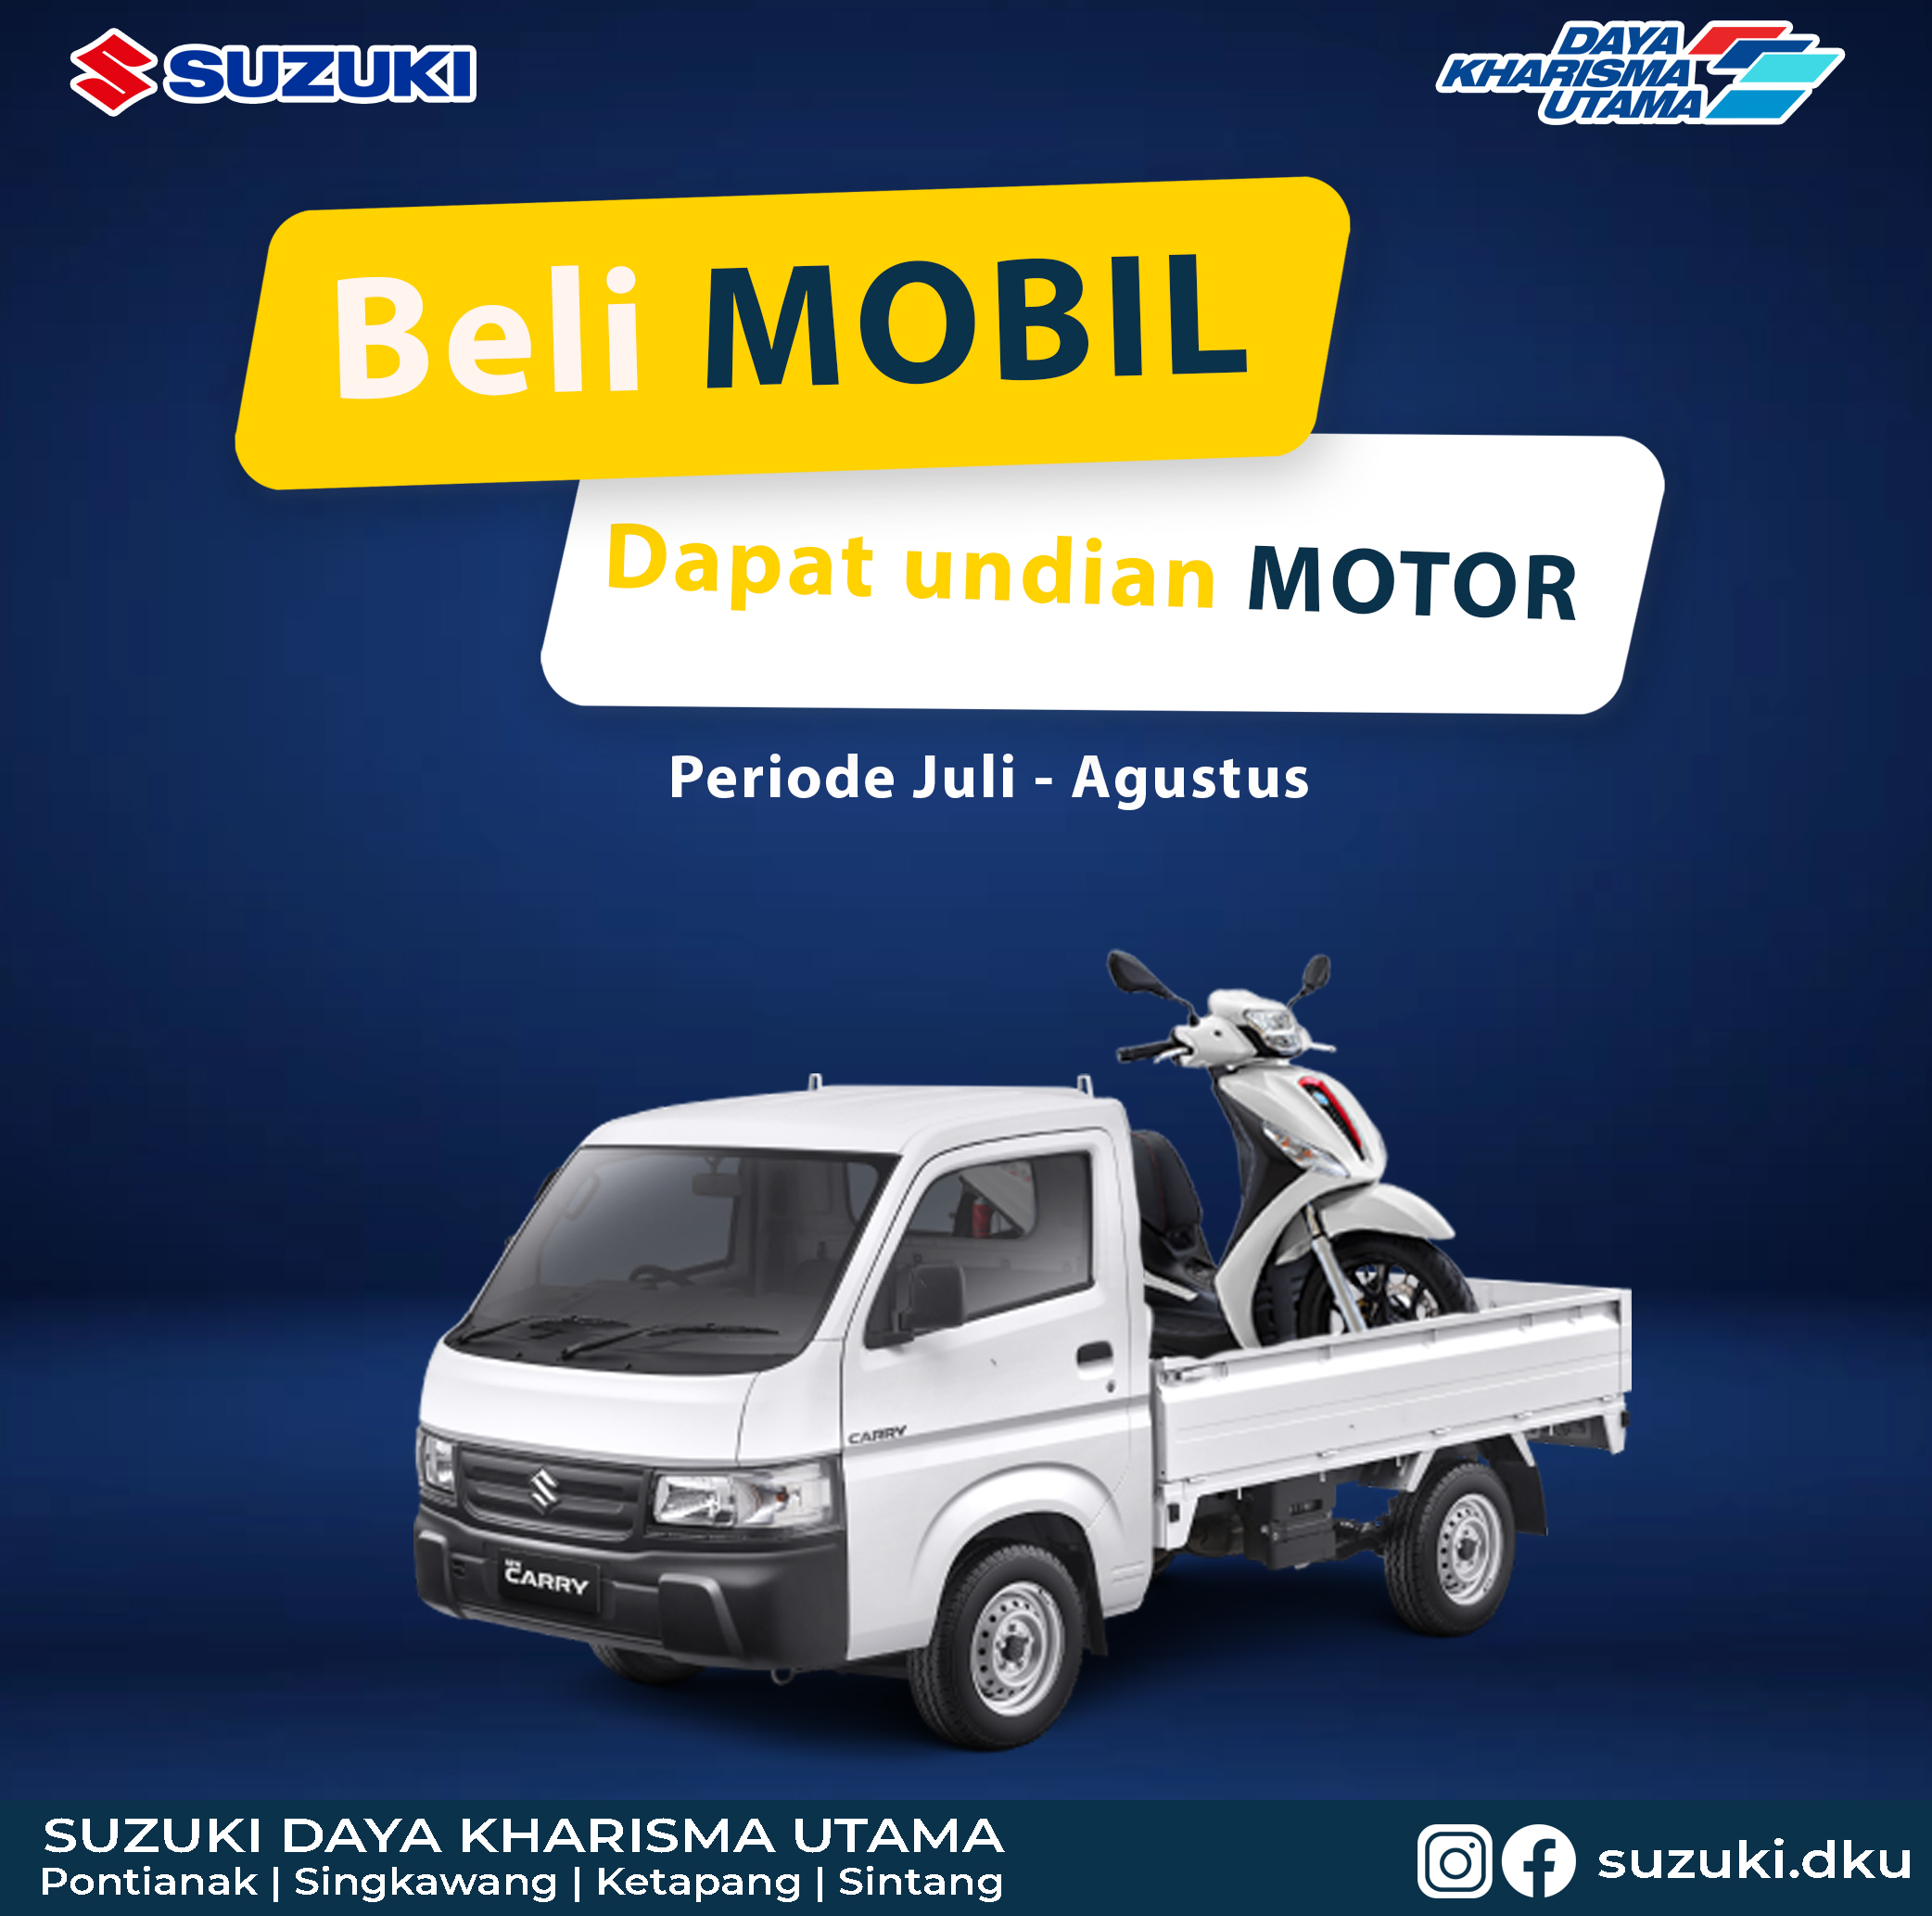 SUZUKI
DAYA
KHARISMA
UTAMA
Beli MOBIL
Dapat undian MOTOR
Periode Juli - Agustus
CARRY
NEW
CARRY
SUZUKI DAYA KHARISMA UTAMA
Pontianak | Singkawang | Ketapang | Sintang
suzuki.dku